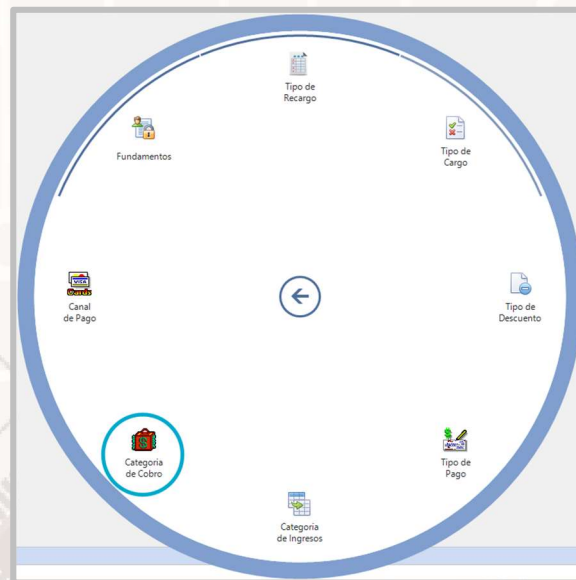 Tipo de
Recargo
Fundamentos
Tipo de
Cargo
Canal
de Pago
Tipo de
Descuento
Categoria
de Cobro
Tipo de
Pago
Categoria
de Ingresos